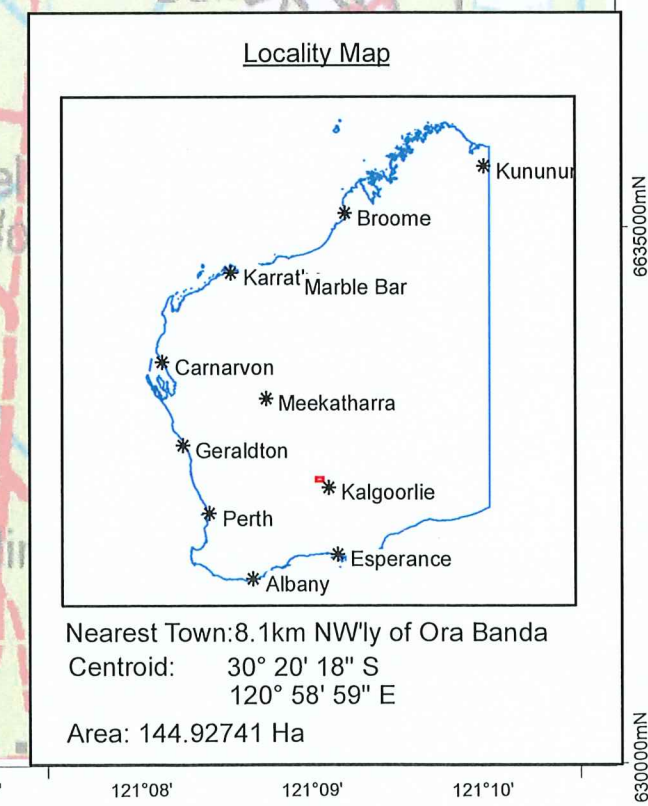 Locality Map
Kununur
Broome
Karrat'
Marble Bar
Carnarvon
Meekatharra
Geraldton
Kalgoorlie
Perth
Esperance
Albany
Nearest Town:8.1km NW'ly of Ora Banda
Centroid: 30° 20' 18" S
120° 58' 59" E
Area: 144.92741 Ha
6635000mN
630000mN
121°08' 121°09' 121°10'